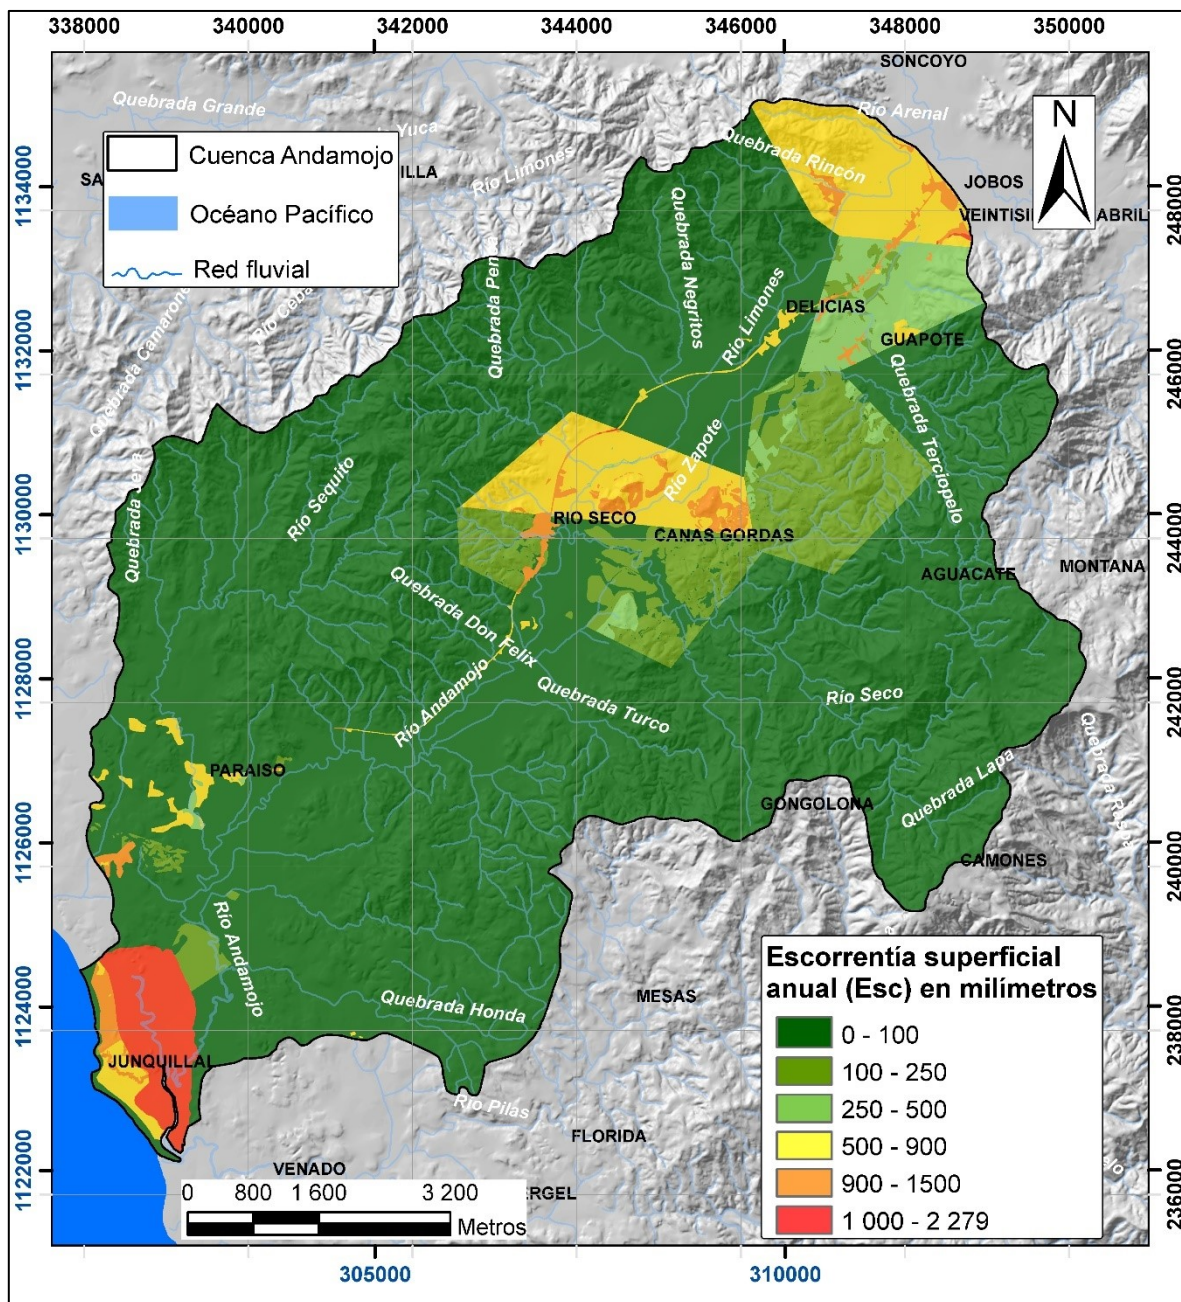 338000 340000 342000 344000 346000 348000 350000
SONCOYO
Quebrada Grande
Río Arenal
Yuca
N
Cuenca Andamojo
Quebrada Rincón
ILLA
Río Limones
1134000
SA
JOBOS
248000
Océano Pacífico
Quebrada Negritos
VEINTISI ABRIL
Red fluvial
Quebrada Pen
DELICIAS
Río Limones
GUAPOTE
1132000
246000
Quebrada Terciopelo
Río Sequito
Río Zapote
1130000
RIO SECO
CANAS GORDAS
244000
AGUACATE
MONTANA
Quebrada Don Felix
1128000
Río Andamojo
Quebrada Turco
Río Seco
242000
PARAISO
Quebrada Lapa
GONGOLONA
1126000
CAMONES
240000
Río Andamojo
Escorrentía superficial
anual (Esc) en milímetros
1124000
Quebrada Honda
MESAS
238000
0 - 100
JUNQUILLAL
100 - 250
Río Pilas
250 - 500
FLORIDA
500 - 900
1122000
VENADO
236000
900 - 1500
0 800 1 600 3 200
ERGEL
Metros
1 000 - 2 279
305000 310000